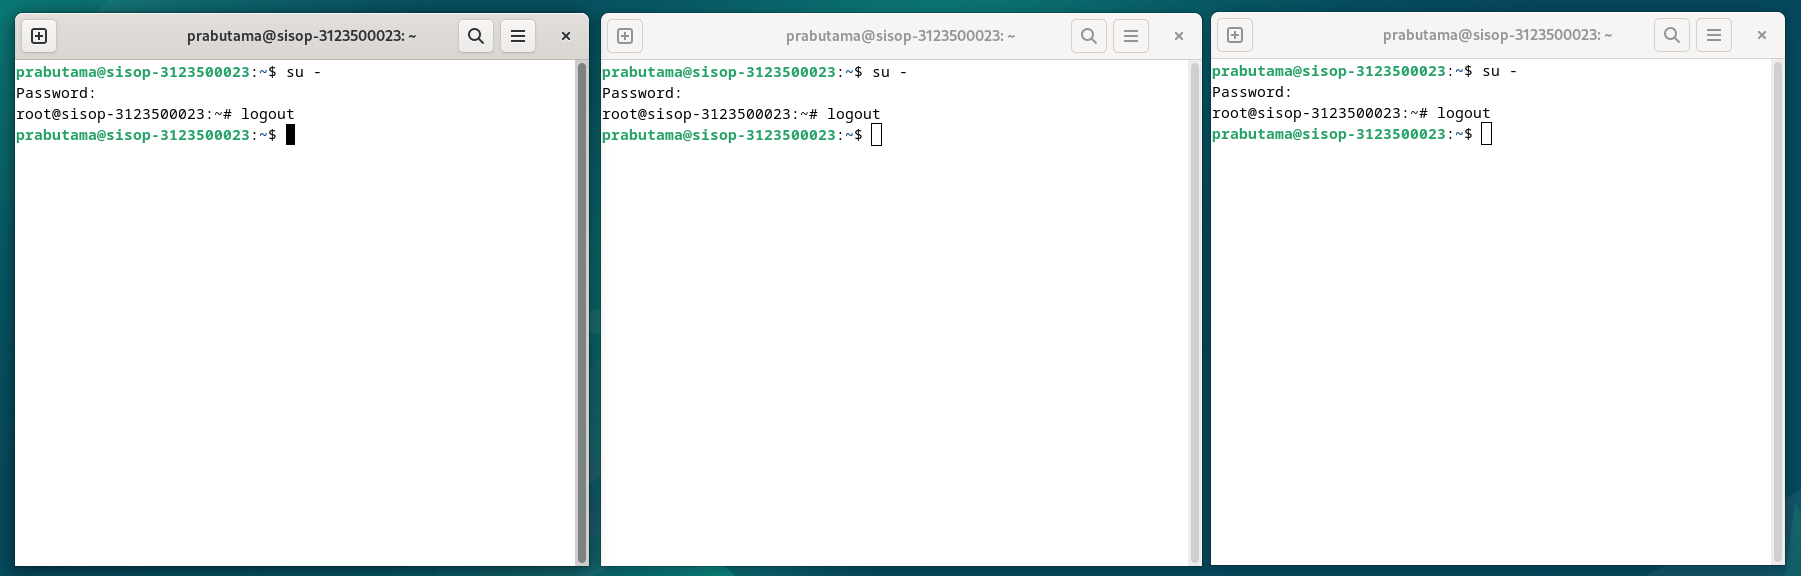 prabutama@sisop-3123500023: ~
prabutama@sisop-3123500023:~$ su -
Password:
root@sisop-3123500023:~# logout
prabutama@sisop-3123500023:~$
prabutama@sisop-3123500023: ~
prabutama@sisop-3123500023:~$ su -
Password:
root@sisop-3123500023:~# logout
prabutama@sisop-3123500023:~$
prabutama@sisop-3123500023: ~
prabutama@sisop-3123500023:~$ su -
Password:
root@sisop-3123500023:~# logout
prabutama@sisop-3123500023:~$